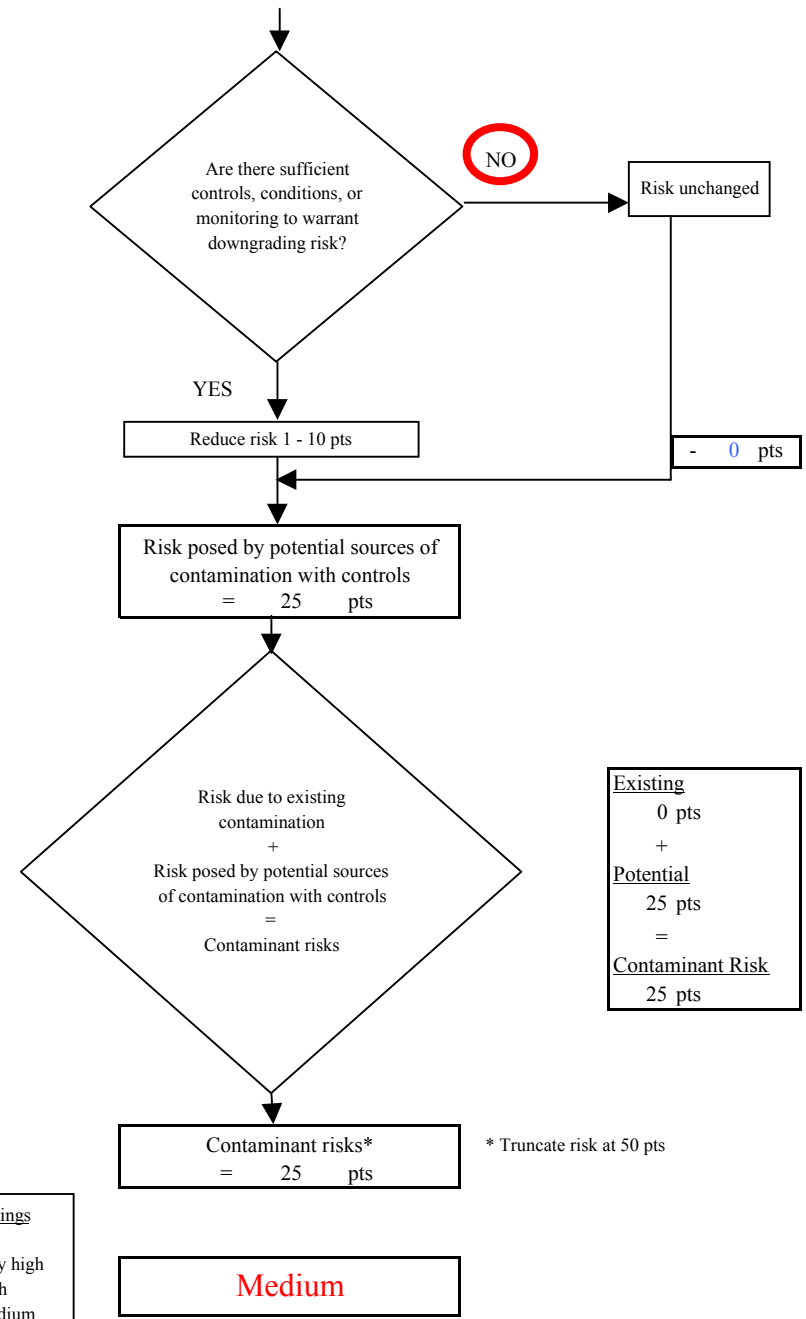 Are there sufficient
controls, conditions, or
monitoring to warrant
downgrading risk?
NO
Risk unchanged
YES
Reduce risk 1 - 10 pts
- 0 pts
Risk posed by potential sources of
contamination with controls
= 25 pts
Risk due to existing
contamination
+
Risk posed by potential sources
of contamination with controls
=
Contaminant risks
Existing
0 pts
+
Potential
25 pts
=
Contaminant Risk
25 pts
Contaminant risks*
= 25 pts
* Truncate risk at 50 pts
high
Medium